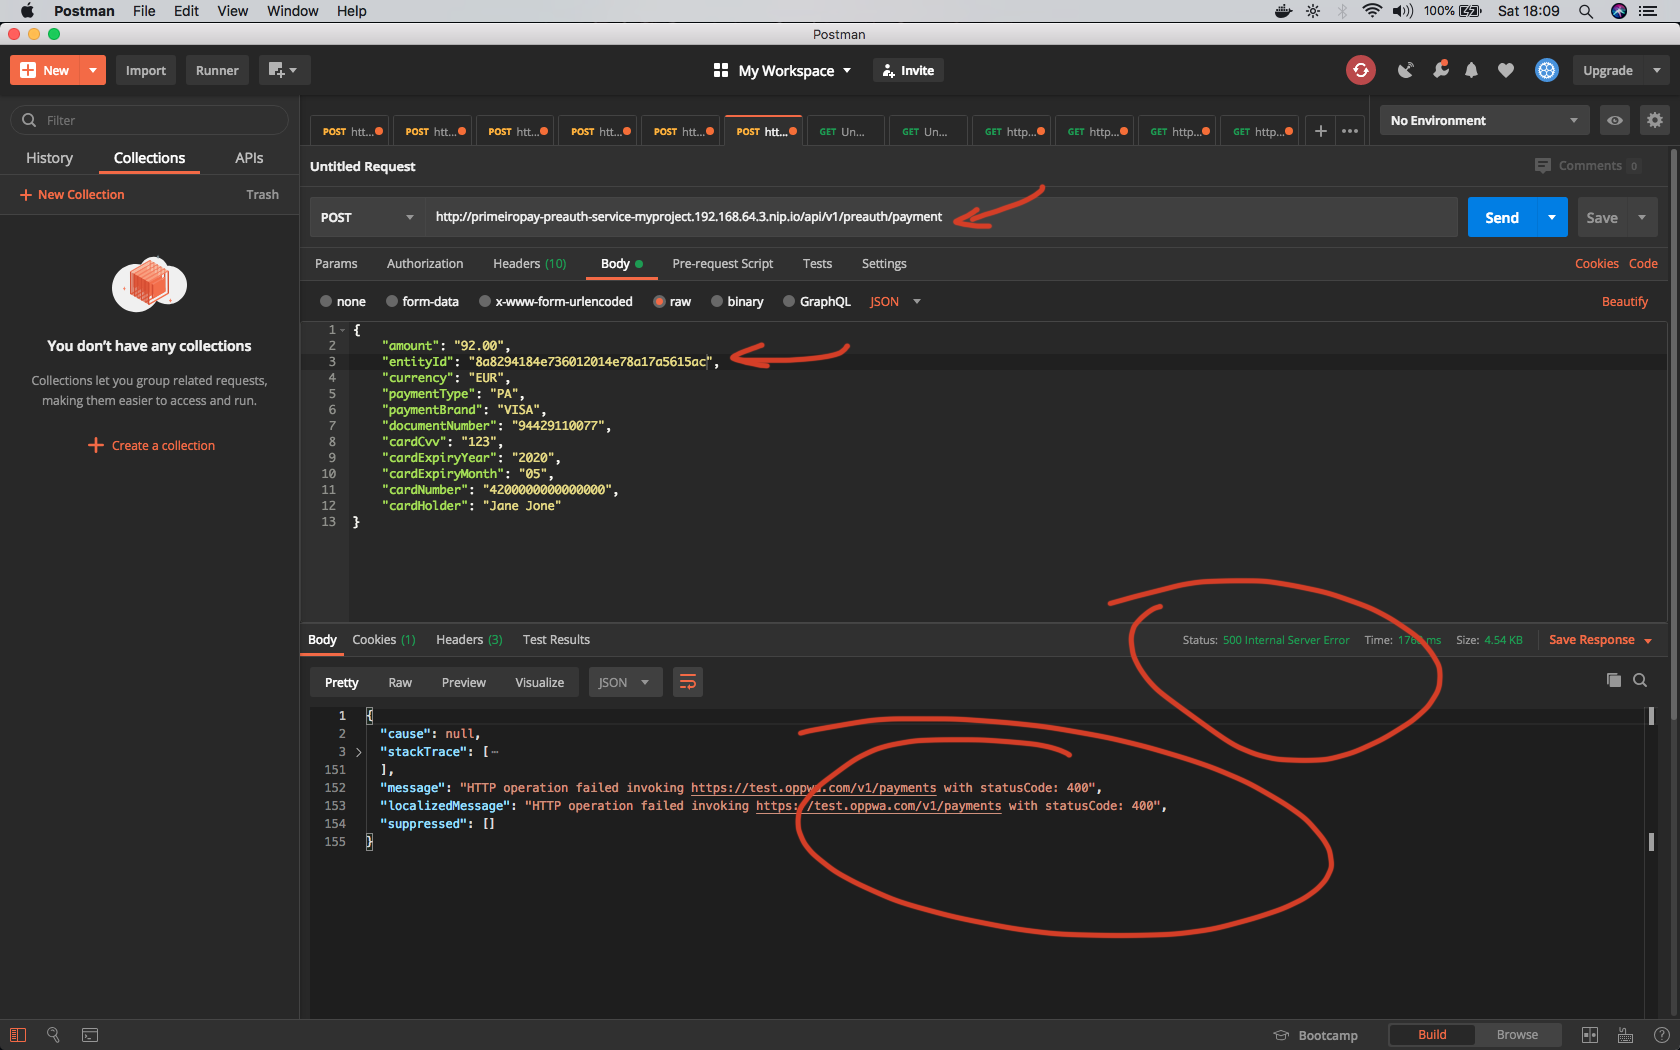 Postman File Edit View Window Help 100% Sat 18:09
Postman
New Import Runner My Workspace Invite Upgrade
Filter
POST htt... POST htt... POST htt... POST htt... POST htt... POST htt... GET Un... GET Un... GET http... GET http... GET http... GET http... No Environment
History Collections APIs
Untitled Request Comments 0
New Collection Trash
POST http://primeiropay-preauth-service-myproject.192.168.64.3.nip.io/api/v1/preauth/payment Send Save
Params Authorization Headers (10) Body Pre-request Script Tests Settings Cookies Code
none form-data x-www-form-urlencoded raw binary GraphQL JSON Beautify
1 {
2 "amount": "92.00",
3 "entityId": "8a8294184e736012014e78a17a5615ac",
4 "currency": "EUR",
5 "paymentType": "PA",
6 "paymentBrand": "VISA",
7 "documentNumber": "94429110077",
8 "cardCvv": "123",
9 "cardExpiryYear": "2020",
10 "cardExpiryMonth": "05",
11 "cardNumber": "4200000000000000",
12 "cardHolder": "Jane Jone"
13 }
You don't have any collections
Collections let you group related requests,
making them easier to access and run.
Create a collection
Body Cookies (1) Headers (3) Test Results Status: 500 Internal Server Error Time: ms Size: 4.54 KB Save Response
Pretty Raw Preview Visualize JSON
1 {
2 "cause": null,
3 "stackTrace": [
151 ],
152 "message": "HTTP operation failed invoking https://test.oppwa.com/v1/payments with statusCode: 400",
153 "localizedMessage": "HTTP operation failed invoking https://test.oppwa.com/v1/payments with statusCode: 400",
154 "suppressed": []
155 }
Bootcamp Build Browse